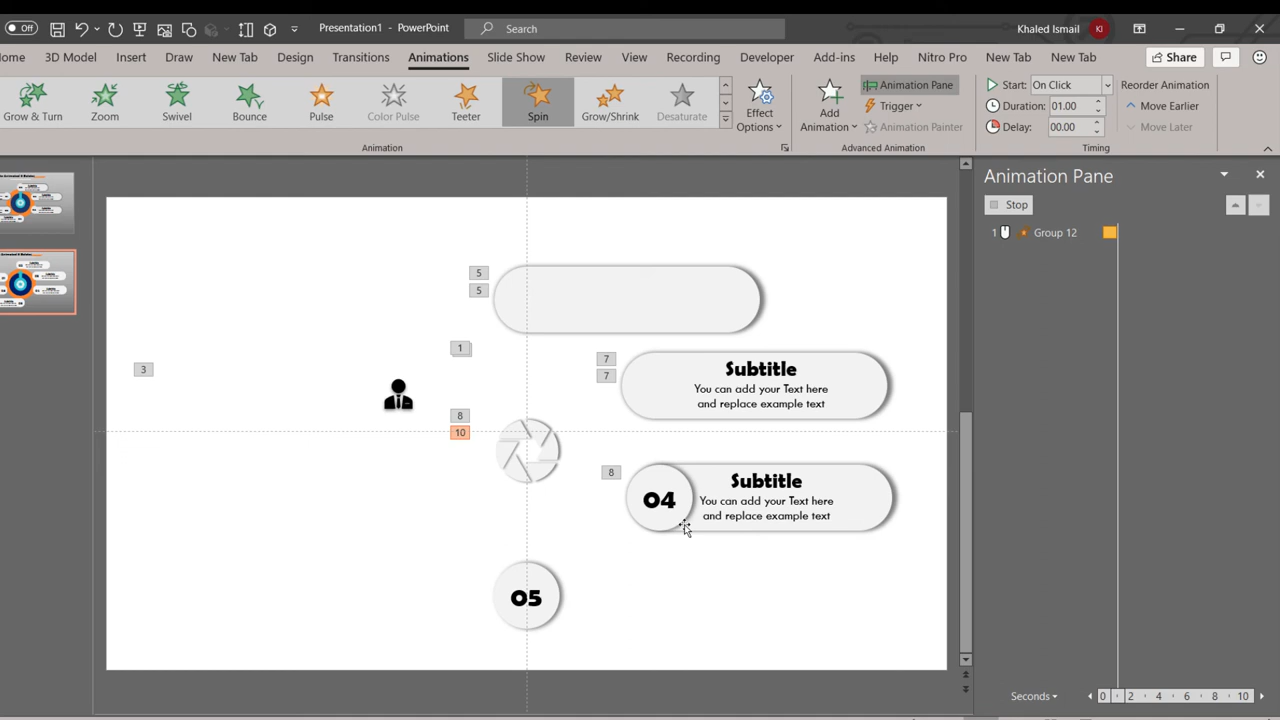 Off
Presentation1 - PowerPoint
Search
Khaled Ismail
KI
Home
3D Model
Insert
Draw
New Tab
Design
Transitions
Animations
Slide Show
Review
View
Recording
Developer
Add-ins
Help
Nitro Pro
New Tab
New Tab
Share
Grow & Turn
Zoom
Swivel
Bounce
Pulse
Color Pulse
Teeter
Spin
Grow/Shrink
Desaturate
Effect
Options
Add
Animation
Animation Pane
Trigger
Animation Painter
Start: On Click
Duration: 01.00
Delay: 00.00
Reorder Animation
Move Earlier
Move Later
Animation
Advanced Animation
Timing
Animation Pane
Stop
1 Group 12
5
5
1
3
7
7
Subtitle
You can add your Text here
and replace example text
8
10
8
04
Subtitle
You can add your Text here
and replace example text
05
Seconds
0 2 4 6 8 10